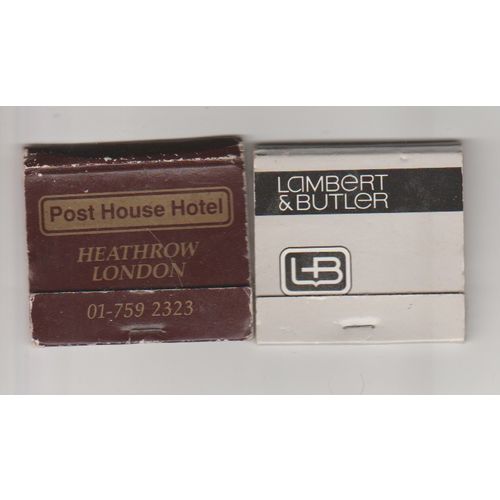 Post House Hotel
HEATHROW
LONDON
01-759 2323
LAMBERT
& BUTLER
LB